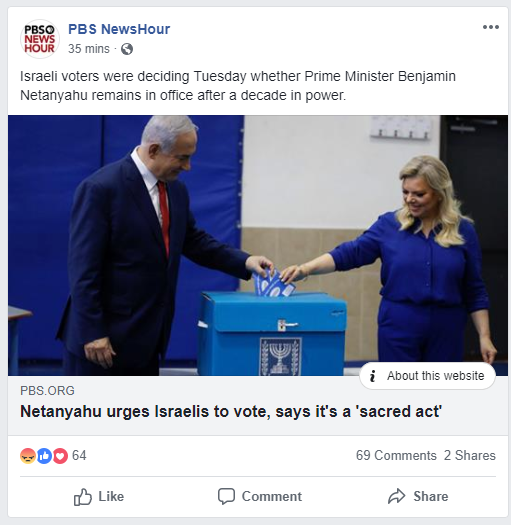 PBS
NEWS
HOUR
PBS NewsHour
35 mins ·
Israeli voters were deciding Tuesday whether Prime Minister Benjamin
Netanyahu remains in office after a decade in power.
i About this website
PBS.ORG
Netanyahu urges Israelis to vote, says it's a 'sacred act'
64
69 Comments 2 Shares
Like Comment Share